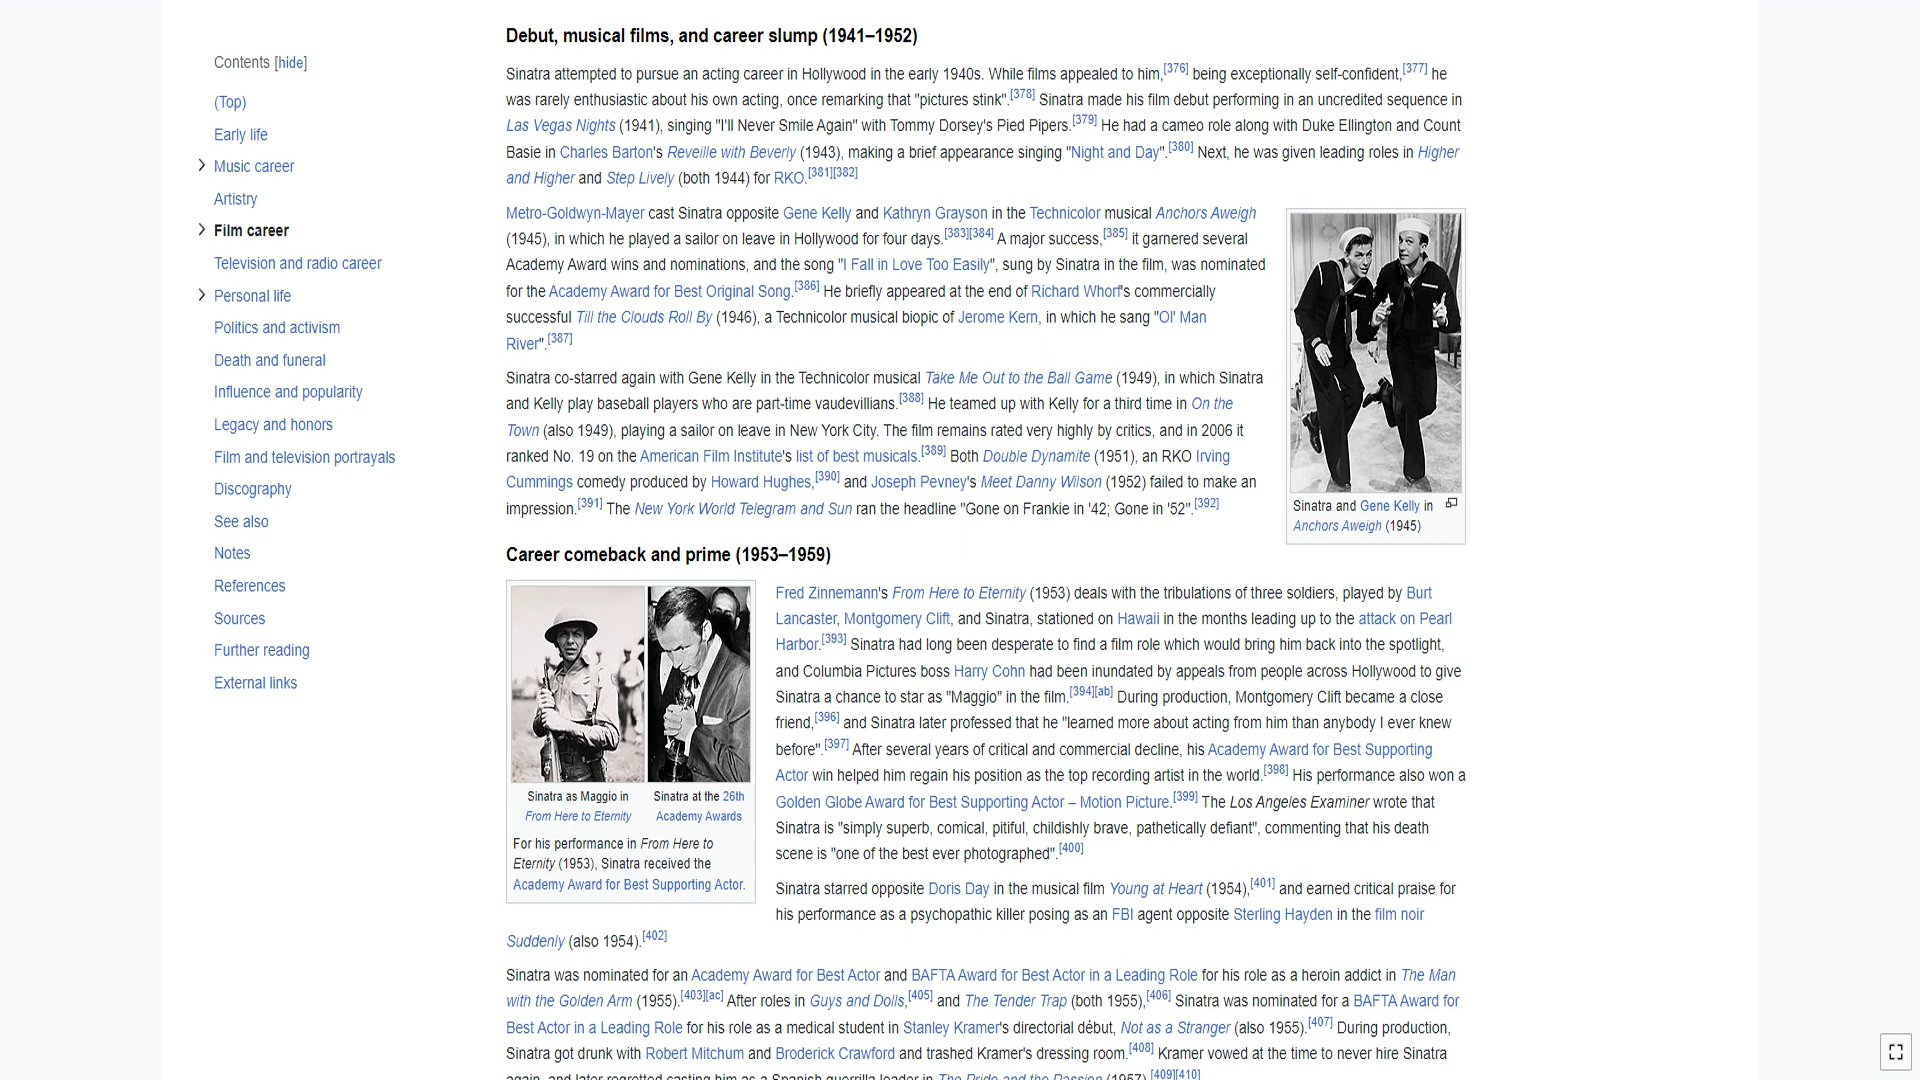 Contents [hide]
(Top)
Early life
Music career
Artistry
Film career
Television and radio career
Personal life
Politics and activism
Death and funeral
Influence and popularity
Legacy and honors
Film and television portrayals
Discography
See also
Notes
References
Sources
Further reading
External links
Debut, musical films, and career slump (1941–1952)
Sinatra attempted to pursue an acting career in Hollywood in the early 1940s. While films appealed to him,[376] being exceptionally self-confident,[377] he
was rarely enthusiastic about his own acting, once remarking that "pictures stink".[378] Sinatra made his film debut performing in an uncredited sequence in
Las Vegas Nights (1941), singing "I'll Never Smile Again" with Tommy Dorsey's Pied Pipers.[379] He had a cameo role along with Duke Ellington and Count
Basie in Charles Barton's Reveille with Beverly (1943), making a brief appearance singing "Night and Day".[380] Next, he was given leading roles in Higher
and Higher and Step Lively (both 1944) for RKO.[381][382]
Metro-Goldwyn-Mayer cast Sinatra opposite Gene Kelly and Kathryn Grayson in the Technicolor musical Anchors Aweigh
(1945), in which he played a sailor on leave in Hollywood for four days.[383][384] A major success,[385] it garnered several
Academy Award wins and nominations, and the song "I Fall in Love Too Easily", sung by Sinatra in the film, was nominated
for the Academy Award for Best Original Song.[386] He briefly appeared at the end of Richard Whorf's commercially
successful Till the Clouds Roll By (1946), a Technicolor musical biopic of Jerome Kern, in which he sang "Ol' Man
River".[387]
Sinatra co-starred again with Gene Kelly in the Technicolor musical Take Me Out to the Ball Game (1949), in which Sinatra
and Kelly play baseball players who are part-time vaudevillians.[388] He teamed up with Kelly for a third time in On the
Town (also 1949), playing a sailor on leave in New York City. The film remains rated very highly by critics, and in 2006 it
ranked No. 19 on the American Film Institute's list of best musicals.[389] Both Double Dynamite (1951), an RKO Irving
Cummings comedy produced by Howard Hughes,[390] and Joseph Pevney's Meet Danny Wilson (1952) failed to make an
impression.[391] The New York World Telegram and Sun ran the headline "Gone on Frankie in '42; Gone in '52".[392]
Sinatra and Gene Kelly in
Anchors Aweigh (1945)
Career comeback and prime (1953–1959)
Sinatra as Maggio in
From Here to Eternity
Sinatra at the 26th
Academy Awards
For his performance in From Here to
Eternity (1953), Sinatra received the
Academy Award for Best Supporting Actor.
Fred Zinnemann's From Here to Eternity (1953) deals with the tribulations of three soldiers, played by Burt
Lancaster, Montgomery Clift, and Sinatra, stationed on Hawaii in the months leading up to the attack on Pearl
Harbor.[393] Sinatra had long been desperate to find a film role which would bring him back into the spotlight,
and Columbia Pictures boss Harry Cohn had been inundated by appeals from people across Hollywood to give
Sinatra a chance to star as "Maggio" in the film.[394][ab] During production, Montgomery Clift became a close
friend,[396] and Sinatra later professed that he "learned more about acting from him than anybody I ever knew
before".[397] After several years of critical and commercial decline, his Academy Award for Best Supporting
Actor win helped him regain his position as the top recording artist in the world.[398] His performance also won a
Golden Globe Award for Best Supporting Actor – Motion Picture.[399] The Los Angeles Examiner wrote that
Sinatra is "simply superb, comical, pitiful, childishly brave, pathetically defiant", commenting that his death
scene is "one of the best ever photographed".[400]
Sinatra starred opposite Doris Day in the musical film Young at Heart (1954),[401] and earned critical praise for
his performance as a psychopathic killer posing as an FBI agent opposite Sterling Hayden in the film noir
Suddenly (also 1954).[402]
Sinatra was nominated for an Academy Award for Best Actor and BAFTA Award for Best Actor in a Leading Role for his role as a heroin addict in The Man
with the Golden Arm (1955).[403][ac] After roles in Guys and Dolls,[405] and The Tender Trap (both 1955),[406] Sinatra was nominated for a BAFTA Award for
Best Actor in a Leading Role for his role as a medical student in Stanley Kramer's directorial début, Not as a Stranger (also 1955).[407] During production,
Sinatra got drunk with Robert Mitchum and Broderick Crawford and trashed Kramer's dressing room.[408] Kramer vowed at the time to never hire Sinatra
again, and later regretted casting him as a Spanish guerrilla leader in The Pride and the Passion (1957).[409][410]